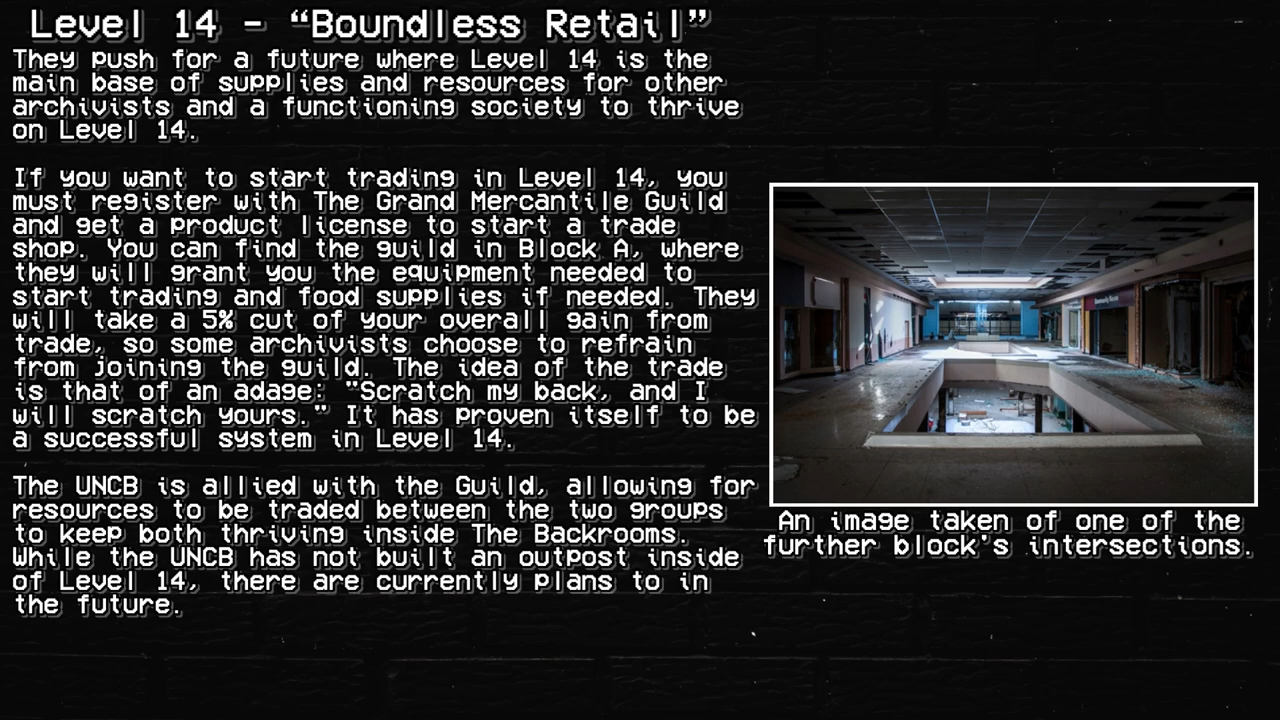 Level 14 - “Boundless Retail”
They push for a future where Level 14 is the
main base of supplies and resources for other
archivists and a functioning society to thrive
on Level 14.
If you want to start trading in Level 14, you
must register with The Grand Mercantile Guild
and get a product license to start a trade
shop. You can find the guild in Block A, where
they will grant you the equipment needed to
start trading and food supplies if needed. They
will take a 5% cut of your overall gain from
trade, so some archivists choose to refrain
from joining the guild. The idea of the trade
is that of an adage: "Scratch my back, and I
will scratch yours." It has proven itself to be
a successful system in Level 14.
The UNCB is allied with the Guild, allowing for
resources to be traded between the two groups
to keep both thriving inside The Backrooms.
While the UNCB has not built an outpost inside
of Level 14, there are currently plans to in
the future.
An image taken of one of the
further block's intersections.